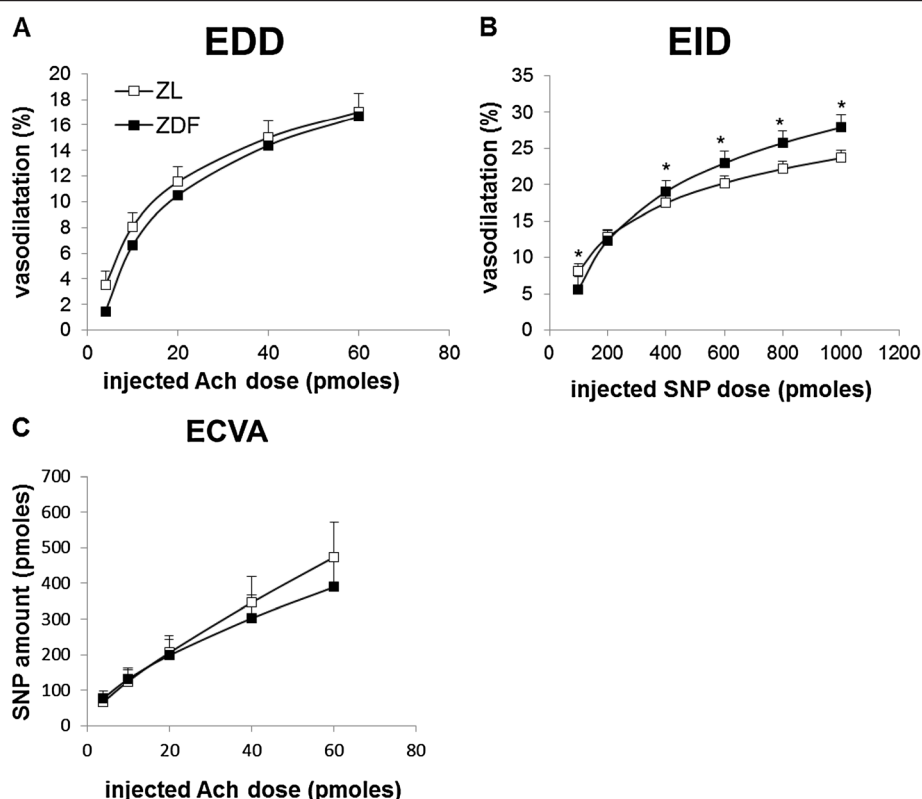 A
EDD
20
18
16
14
12
10
8
6
4
2
0
vasodilatation (%)
ZL
ZDF
0 20 40 60 80
injected Ach dose (pmoles)
B
EID
35
30
25
20
15
10
5
0
vasodilatation (%)
*
*
*
*
*
0 200 400 600 800 1000 1200
injected SNP dose (pmoles)
C
ECVA
700
600
500
400
300
200
100
0
SNP amount (pmoles)
0 20 40 60 80
injected Ach dose (pmoles)